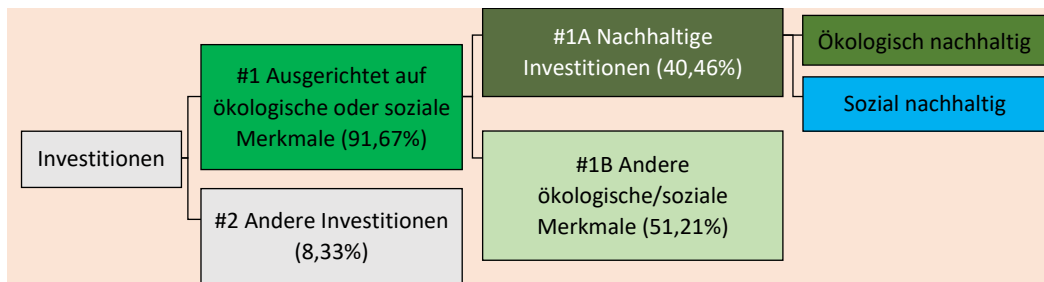 Investitionen
#1 Ausgerichtet auf
ökologische oder soziale
Merkmale (91,67%)
#2 Andere Investitionen
(8,33%)
#1A Nachhaltige
Investitionen (40,46%)
#1B Andere
ökologische/soziale
Merkmale (51,21%)
Ökologisch nachhaltig
Sozial nachhaltig